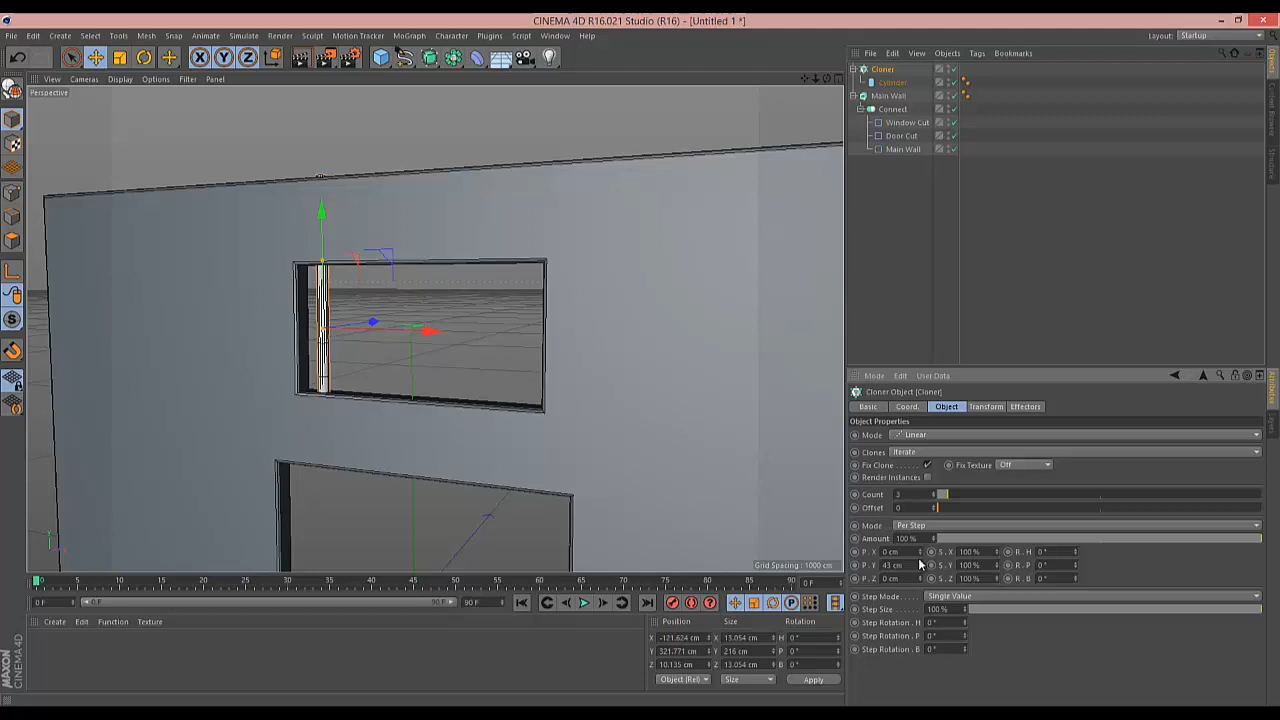 CINEMA 4D R16.021 Studio (R16) - [Untitled 1 *]
File Edit Create Select Tools Mesh Snap Animate Simulate Render Sculpt Motion Tracker MoGraph Character Plugins Script Window Help
Layout: Startup
View Cameras Display Options Filter Panel
File Edit View Objects Tags Bookmarks
Perspective
Cloner
Cylinder
Main Wall
Connect
Window Cut
Door Cut
Main Wall
Objects
Content Browser
Structure
Mode Edit User Data
Cloner Object [Cloner]
Basic Coord. Object Transform Effectors
Object Properties
Mode Linear
Clones Iterate
Fix Clone Fix Texture Off
Render Instances
Count 3
Offset 0
Mode Per Step
Amount 100 %
P . X 0 cm S . X 100 % R . H 0 °
P . Y 43 cm S . Y 100 % R . P 0 °
P . Z 0 cm S . Z 100 % R . B 0 °
Step Mode Single Value
Step Size 100 %
Step Rotation . H 0 °
Step Rotation . P 0 °
Step Rotation . B 0 °
Attributes
Layers
Grid Spacing : 1000 cm
0 5 10 15 20 25 30 35 40 45 50 55 60 65 70 75 80 85 90 0 F
0 F 0 F 90 F 90 F
Create Edit Function Texture
Position Size Rotation
X -121.624 cm X 13.054 cm H 0 °
Y 321.771 cm Y 216 cm P 0 °
Z 10.135 cm Z 13.054 cm B 0 °
Object (Rel) Size Apply
MAXON
CINEMA 4D